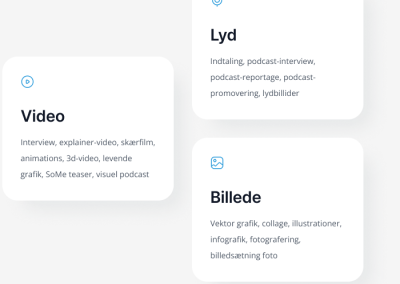 Video
Interview, explainer-video, skærfilm,
animations, 3d-video, levende
grafik, SoMe teaser, visuel podcast
Lyd
Indtaling, podcast-interview,
podcast-reportage, podcast-
promovering, lydbillider
Billede
Vektor grafik, collage, illustrationer,
infografik, fotografering,
billedsætning foto